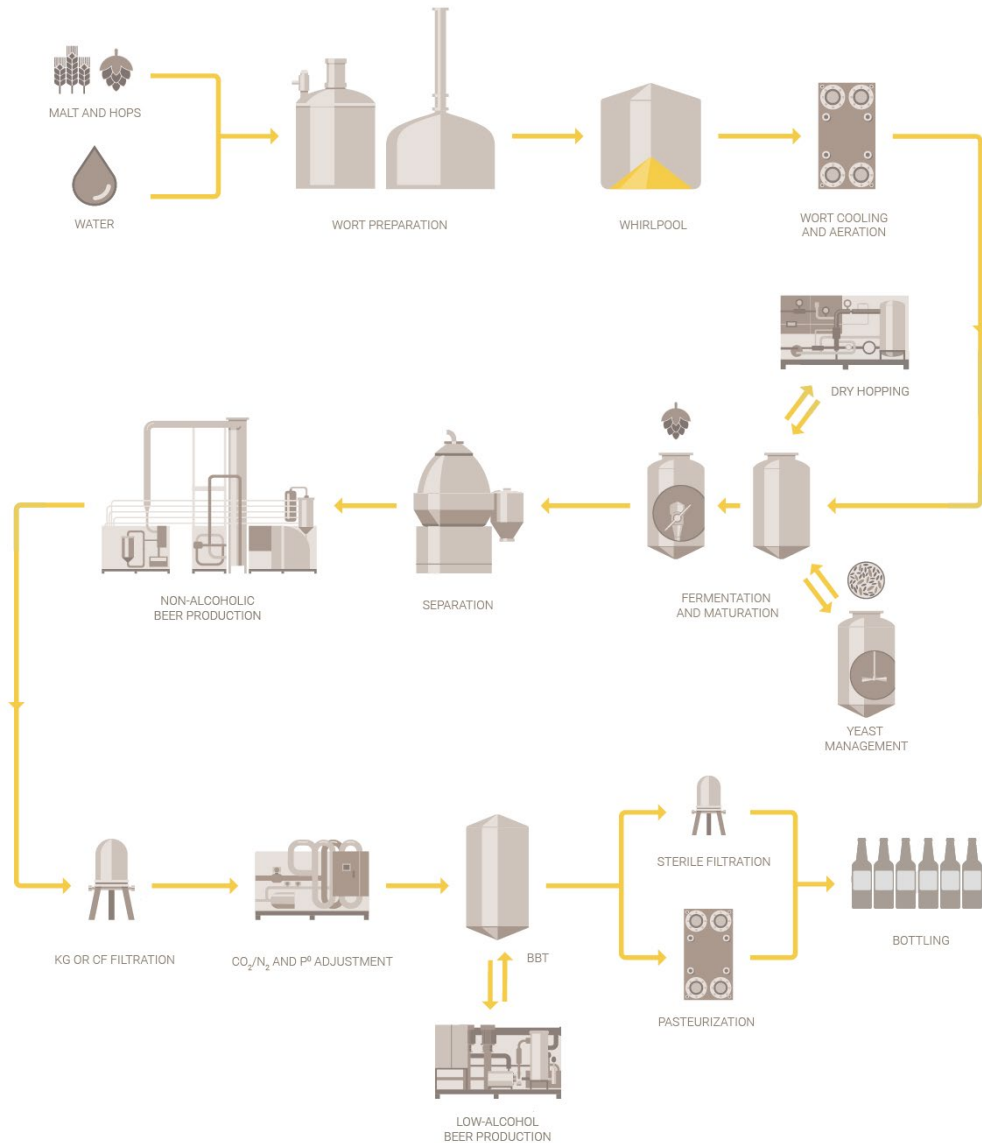 MALT AND HOPS
WATER
WORT PREPARATION
WHIRLPOOL
WORT COOLING
AND AERATION
DRY HOPPING
NON-ALCOHOLIC
BEER PRODUCTION
SEPARATION
FERMENTATION
AND MATURATION
YEAST
MANAGEMENT
KG OR CF FILTRATION
CO₂/N₂ AND P⁰ ADJUSTMENT
BBT
STERILE FILTRATION
PASTEURIZATION
BOTTLING
LOW-ALCOHOL
BEER PRODUCTION